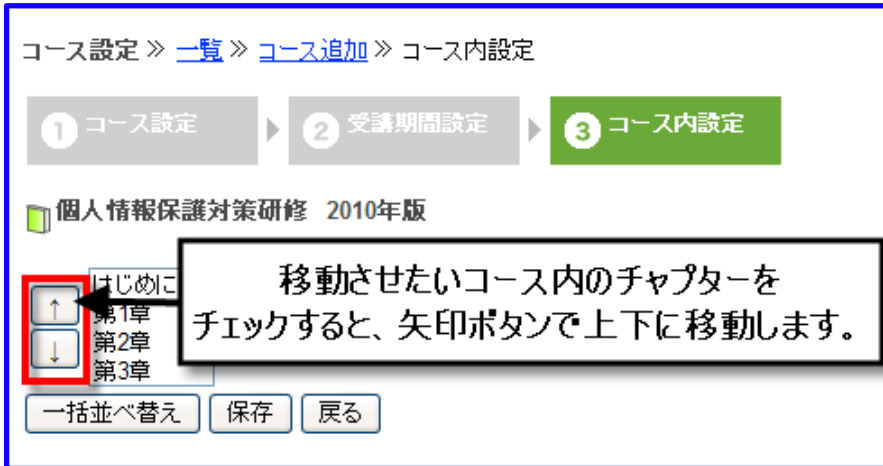 コース設定 ≫ 一覧 ≫ コース追加 ≫ コース内設定
1 コース設定 2 受講期間設定 3 コース内設定
個人情報保護対策研修 2010年版
移動させたいコース内のチャプターを
チェックすると、矢印ボタンで上下に移動します。
↑
↓
はじめに
第1章
第2章
第3章
一括並べ替え 保存 戻る